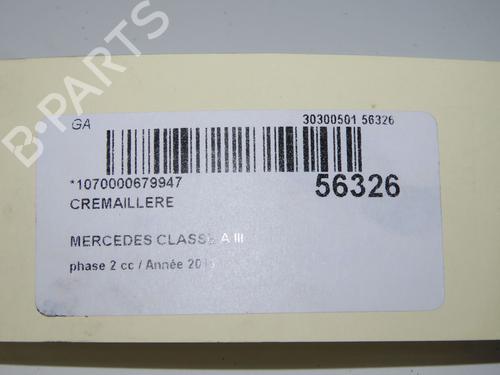 B-PARTS
GA
30300501 56326
*1070000679947
56326
CREMAILLERE
MERCEDES CLASSE A III
phase 2 cc / Année